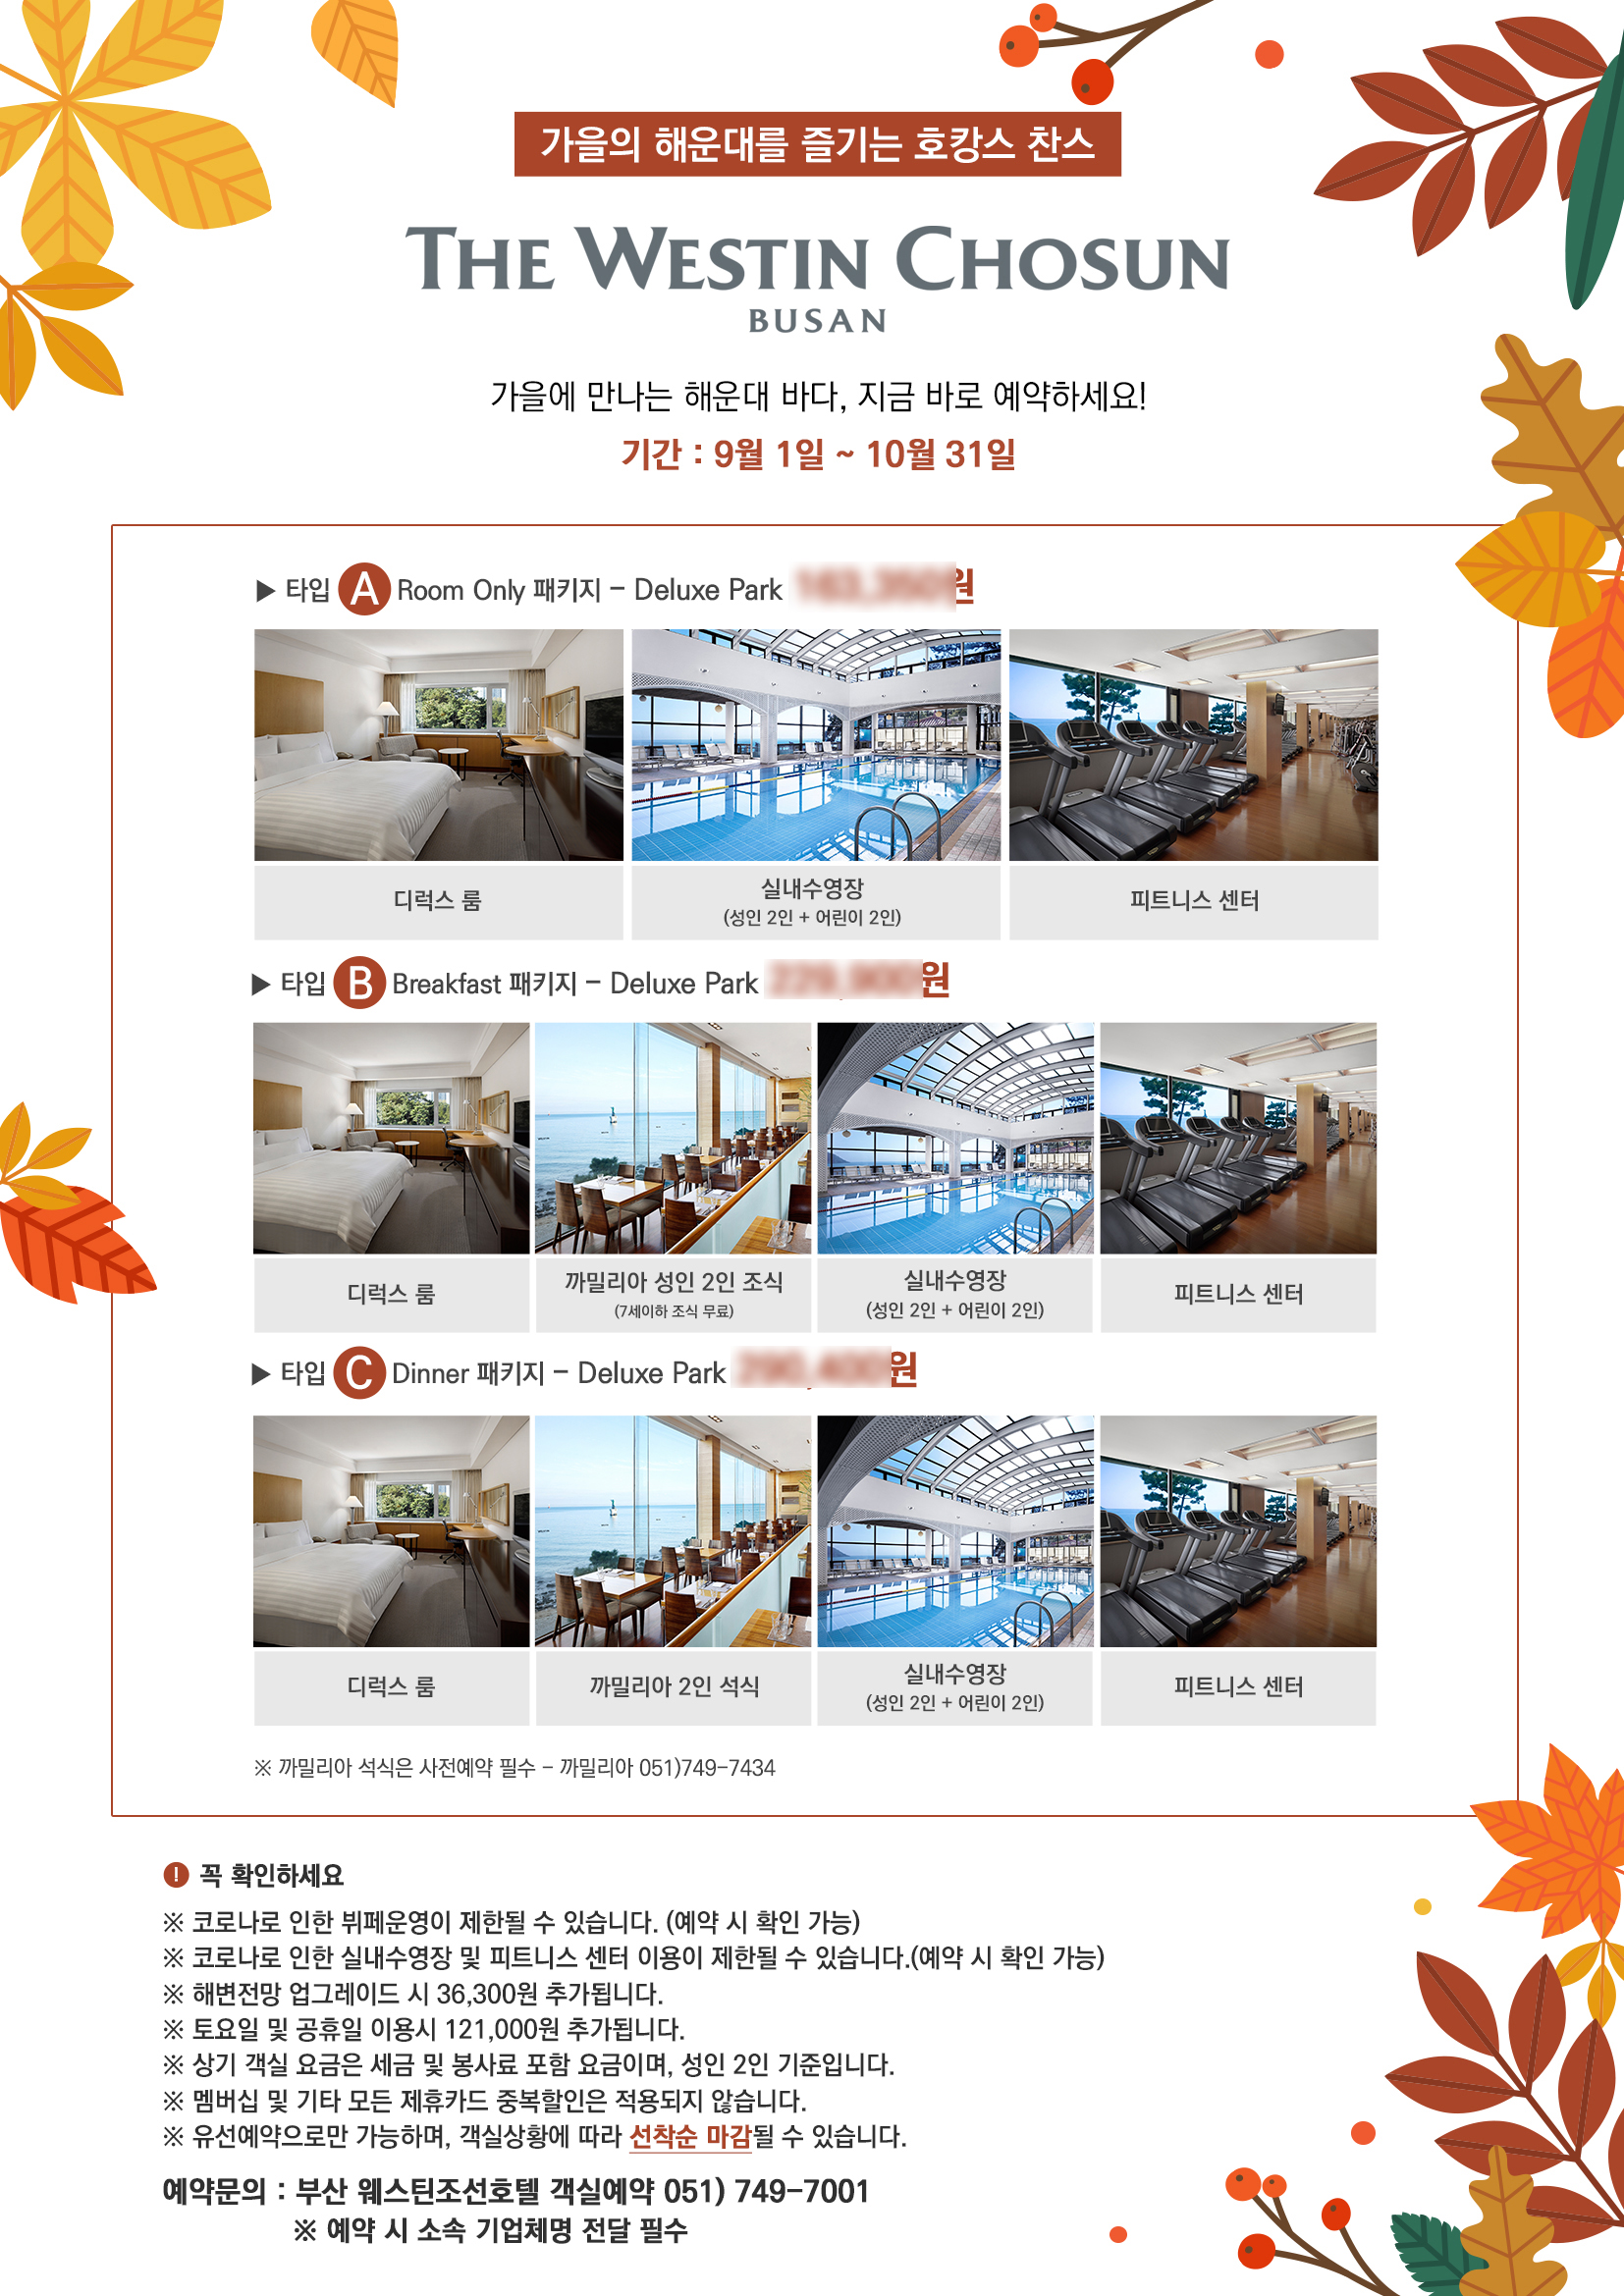 가을의 해운대를 즐기는 호캉스 찬스
THE WESTIN CHOSUN
BUSAN
가을에 만나는 해운대 바다, 지금 바로 예약하세요!
기간 : 9월 1일 ~ 10월 31일
▶ 타입 A Room Only 패키지 - Deluxe Park 원
디럭스 룸
실내수영장
(성인 2인 + 어린이 2인)
피트니스 센터
▶ 타입 B Breakfast 패키지 - Deluxe Park 원
디럭스 룸
까밀리아 성인 2인 조식
(7세이하 조식 무료)
실내수영장
(성인 2인 + 어린이 2인)
피트니스 센터
▶ 타입 C Dinner 패키지 - Deluxe Park 원
디럭스 룸
까밀리아 2인 석식
실내수영장
(성인 2인 + 어린이 2인)
피트니스 센터
※ 까밀리아 석식은 사전예약 필수 - 까밀리아 051)749-7434
! 꼭 확인하세요
※ 코로나로 인한 뷔페운영이 제한될 수 있습니다. (예약 시 확인 가능)
※ 코로나로 인한 실내수영장 및 피트니스 센터 이용이 제한될 수 있습니다.(예약 시 확인 가능)
※ 해변전망 업그레이드 시 36,300원 추가됩니다.
※ 토요일 및 공휴일 이용시 121,000원 추가됩니다.
※ 상기 객실 요금은 세금 및 봉사료 포함 요금이며, 성인 2인 기준입니다.
※ 멤버십 및 기타 모든 제휴카드 중복할인은 적용되지 않습니다.
※ 유선예약으로만 가능하며, 객실상황에 따라 선착순 마감될 수 있습니다.
예약문의 : 부산 웨스틴조선호텔 객실예약 051) 749-7001
※ 예약 시 소속 기업체명 전달 필수